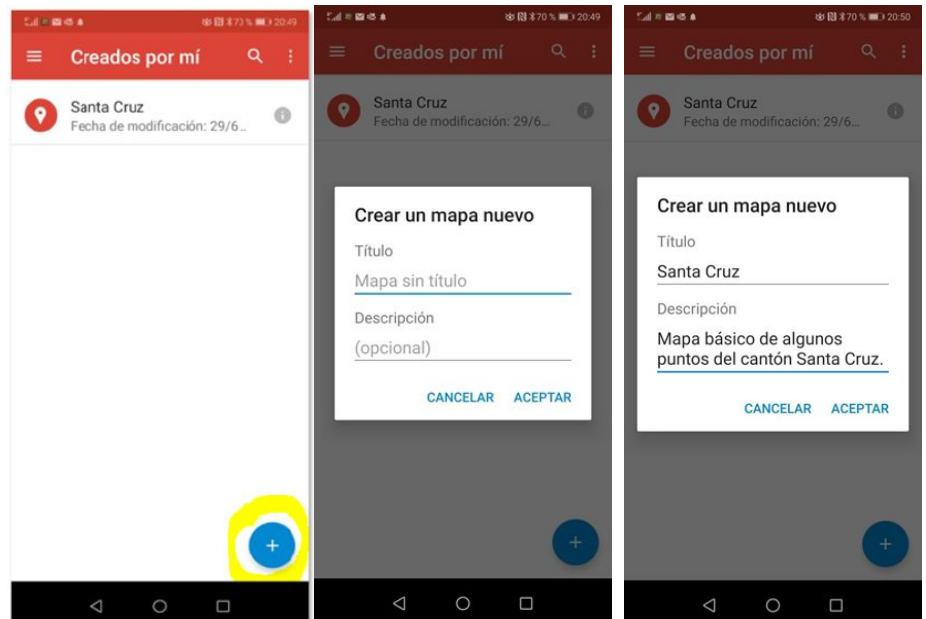 73 % 20:49
Creados por mí
Santa Cruz
Fecha de modificación: 29/6...
+
70 % 20:49
Creados por mí
Santa Cruz
Fecha de modificación: 29/6...
Crear un mapa nuevo
Título
Mapa sin título
Descripción
(opcional)
CANCELAR ACEPTAR
+
70 % 20:50
Creados por mí
Santa Cruz
Fecha de modificación: 29/6...
Crear un mapa nuevo
Título
Santa Cruz
Descripción
Mapa básico de algunos
puntos del cantón Santa Cruz.
CANCELAR ACEPTAR
+